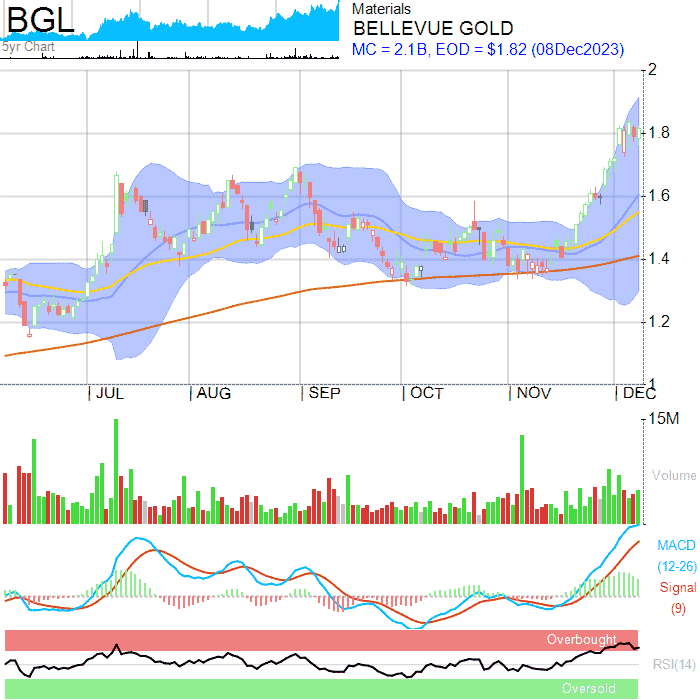 BGL
5yr Chart
Materials
BELLEVUE GOLD
MC = 2.1B, EOD = $1.82 (08Dec2023)
2
1.8
1.6
1.4
1.2
1
JUL AUG SEP OCT NOV DEC
15M
Volume
MACD
(12-26)
Signal
(9)
Overbought
RSI(14)
Oversold